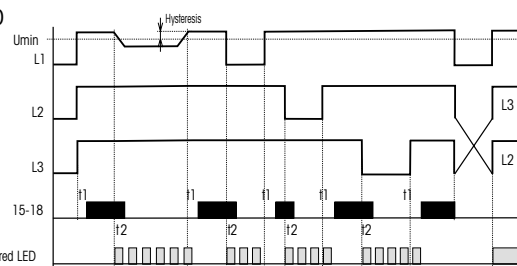 Hysteresis
Umin
L1
L2
L3
L3
L2
t1 t1 t1 t1 t1
15-18
t2 t2 t2 t2
red LED